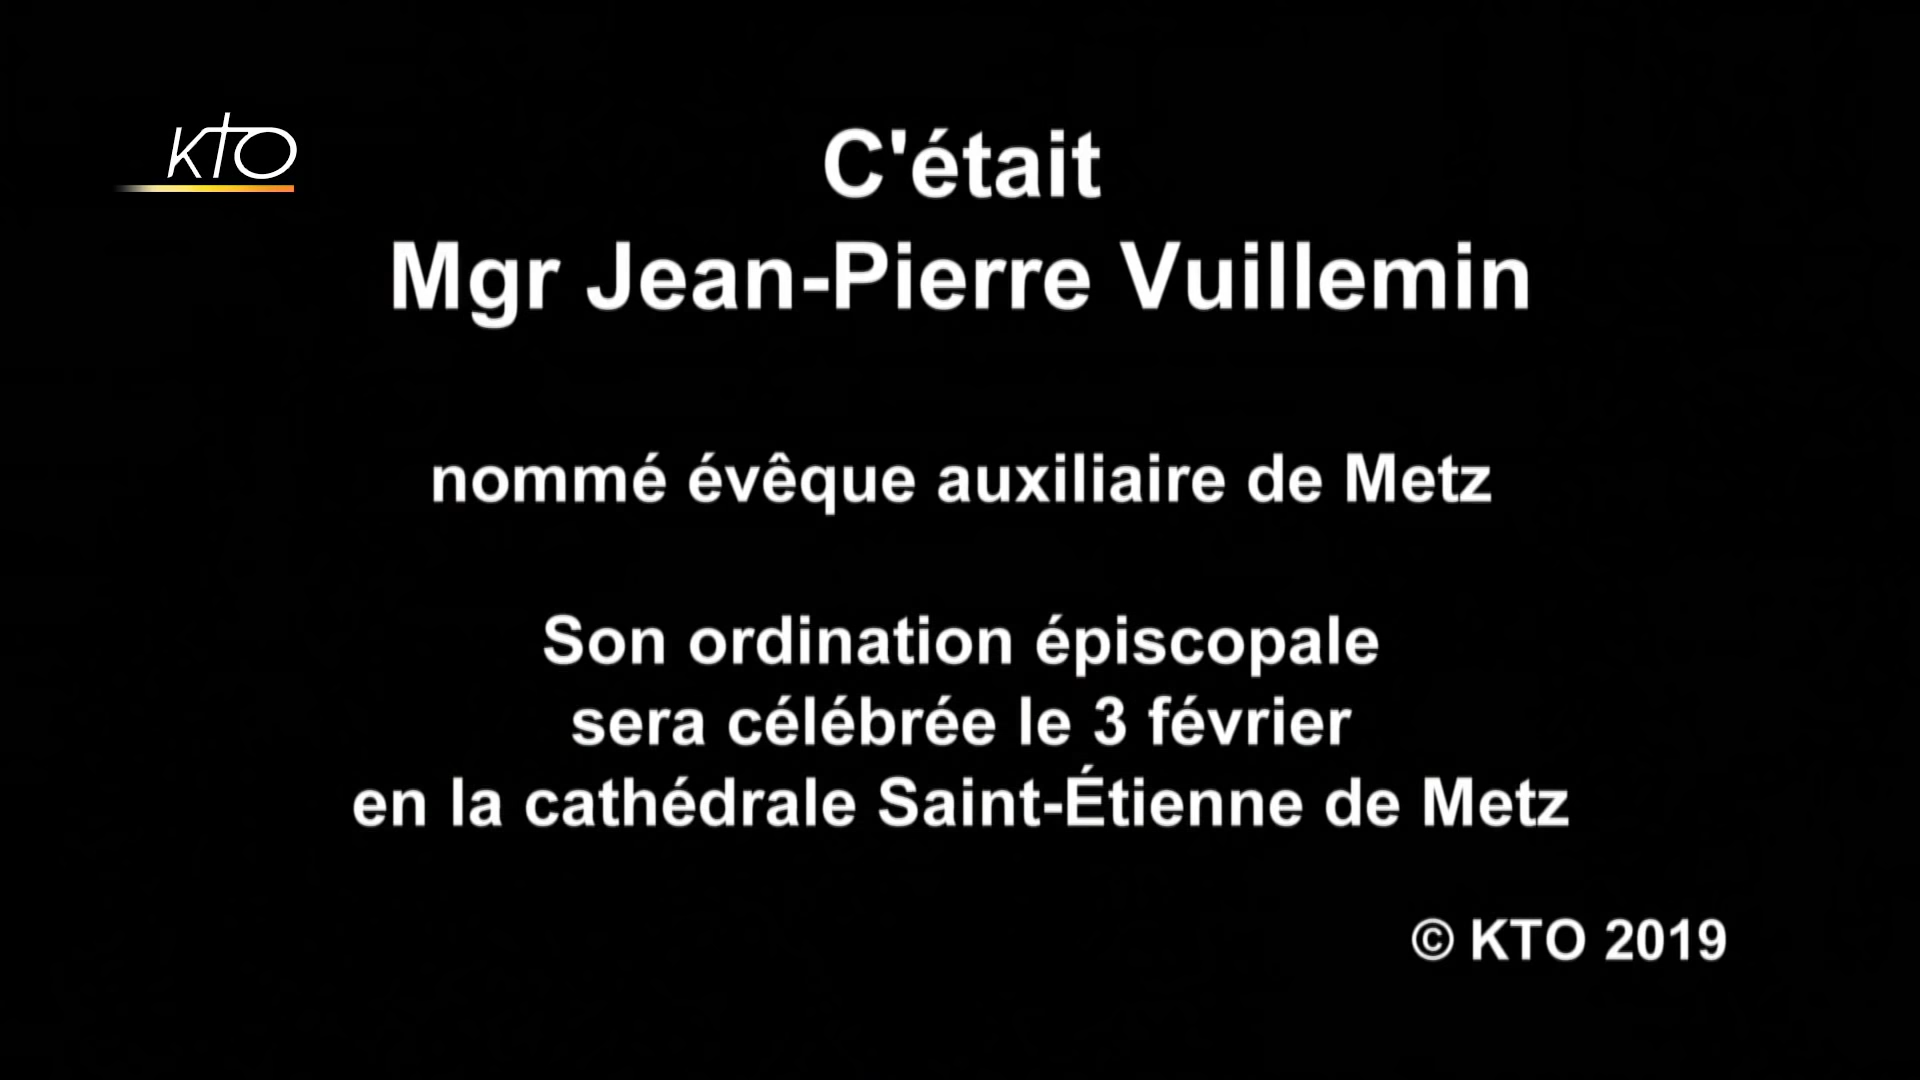 KTO
C'était
Mgr Jean-Pierre Vuillemin
nommé évêque auxiliaire de Metz
Son ordination épiscopale
sera célébrée le 3 février
en la cathédrale Saint-Étienne de Metz
© KTO 2019